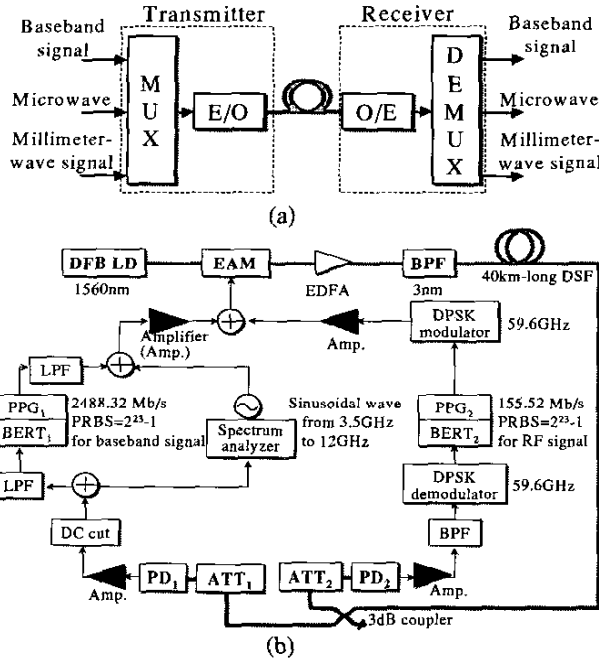 Transmitter
Receiver
Baseband
signal
Microwave
Millimeter-
wave signal
M
U
X
E/O
O/E
D
E
M
U
X
Baseband
signal
Microwave
Millimeter-
wave signal
(a)
(b)
DFB LD
1560nm
EAM
EDFA
BPF
3nm
40km-long DSF
Amplifier
(Amp.)
Amp.
DPSK
modulator
59.6GHz
LPF
PPG1
BERT1
2488.32 Mb/s
PRBS=2²³-1
for baseband signal
Spectrum
analyzer
Sinusoidal wave
from 3.5GHz
to 12GHz
PPG2
BERT2
155.52 Mb/s
PRBS=2²³-1
for RF signal
LPF
DPSK
demodulator
59.6GHz
DC cut
BPF
Amp.
PD1
ATT1
ATT2
PD2
Amp.
3dB coupler